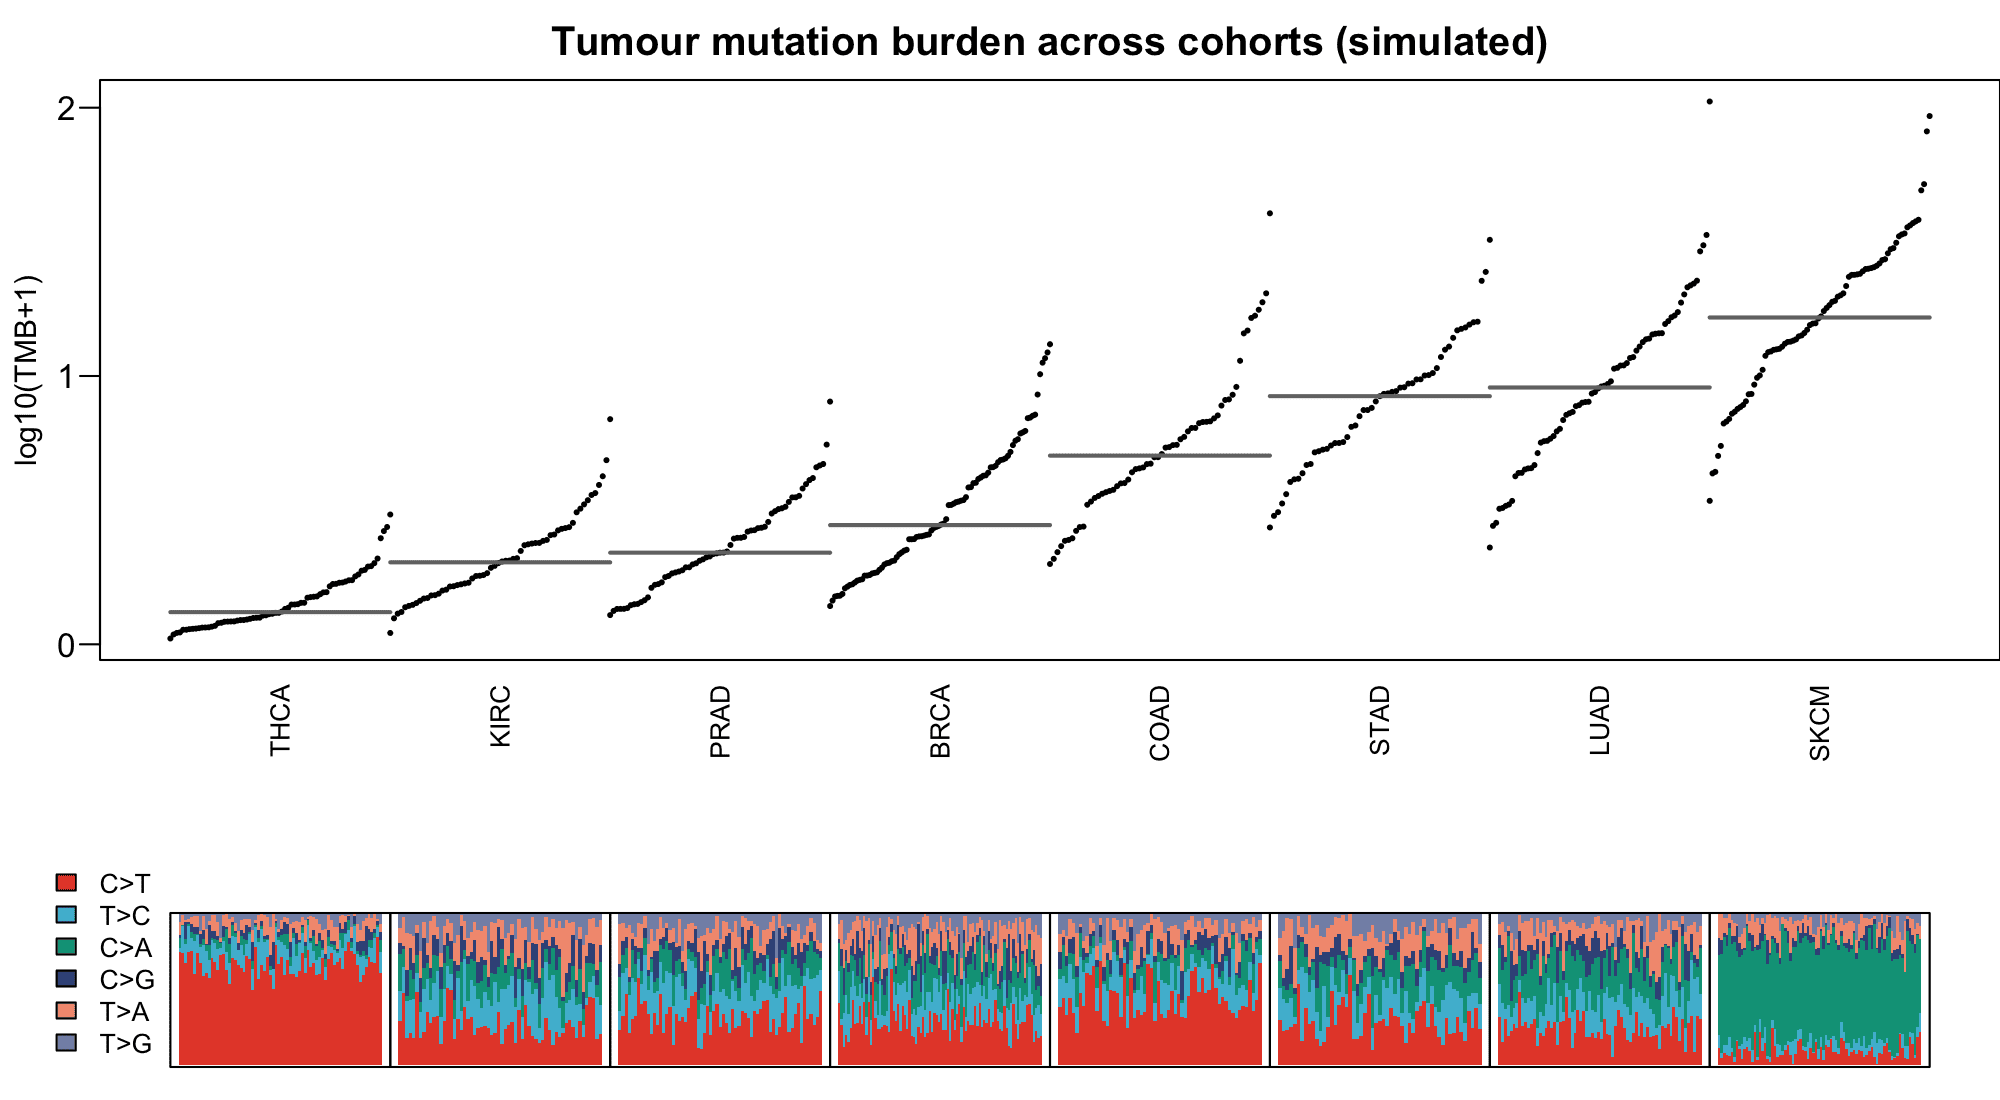 Tumour mutation burden across cohorts (simulated)
2
1
0
log10(TMB+1)
THCA
KIRC
PRAD
BRCA
COAD
STAD
LUAD
SKCM
C>T
T>C
C>A
C>G
T>A
T>G